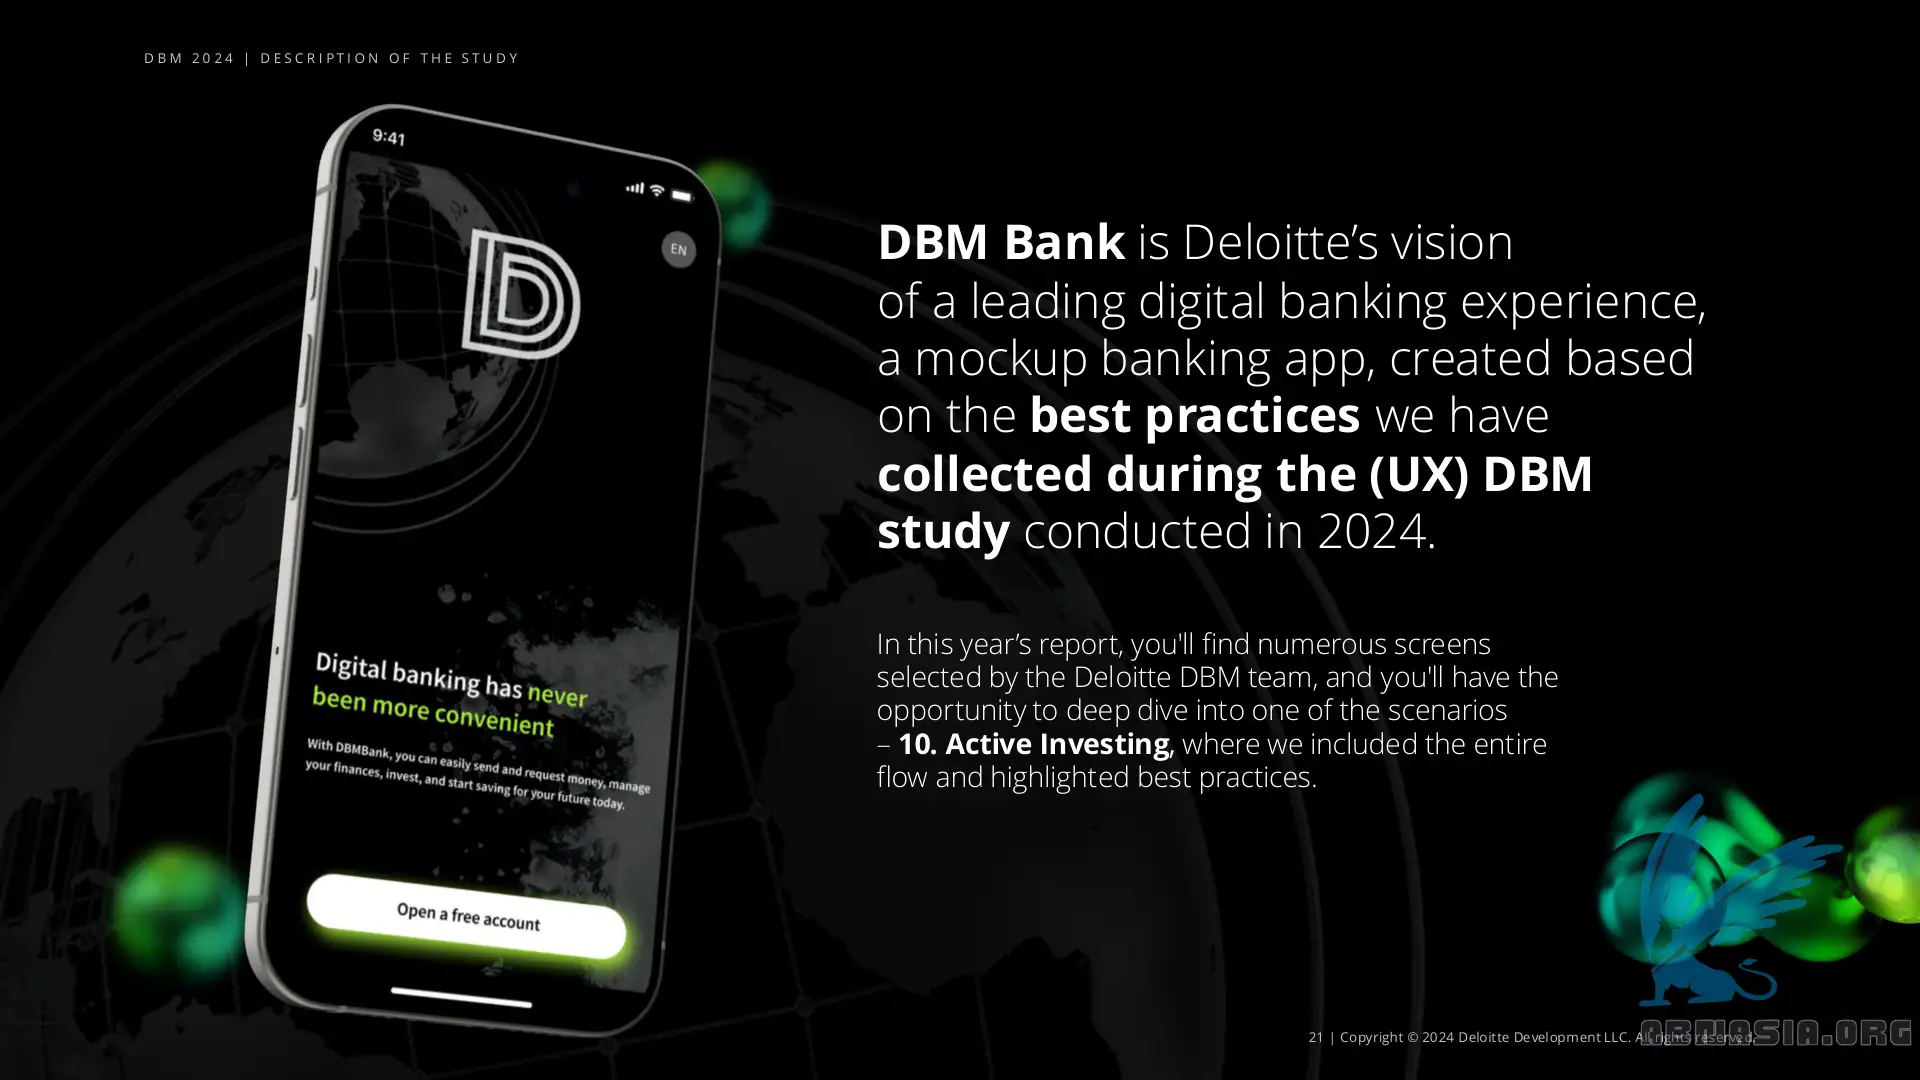 DBM 2024 | DESCRIPTION OF THE STUDY
9:41
EN
Digital banking has never
been more convenient
With DBMBank, you can easily send and request money, manage
your finances, invest, and start saving for your future today.
Open a free account
DBM Bank is Deloitte’s vision
of a leading digital banking experience,
a mockup banking app, created based
on the best practices we have
collected during the (UX) DBM
study conducted in 2024.
In this year’s report, you'll find numerous screens
selected by the Deloitte DBM team, and you'll have the
opportunity to deep dive into one of the scenarios
– 10. Active Investing, where we included the entire
flow and highlighted best practices.
21 | Copyright © 2024 Deloitte Development LLC. All rights reserved.
ABMASIA.ORG